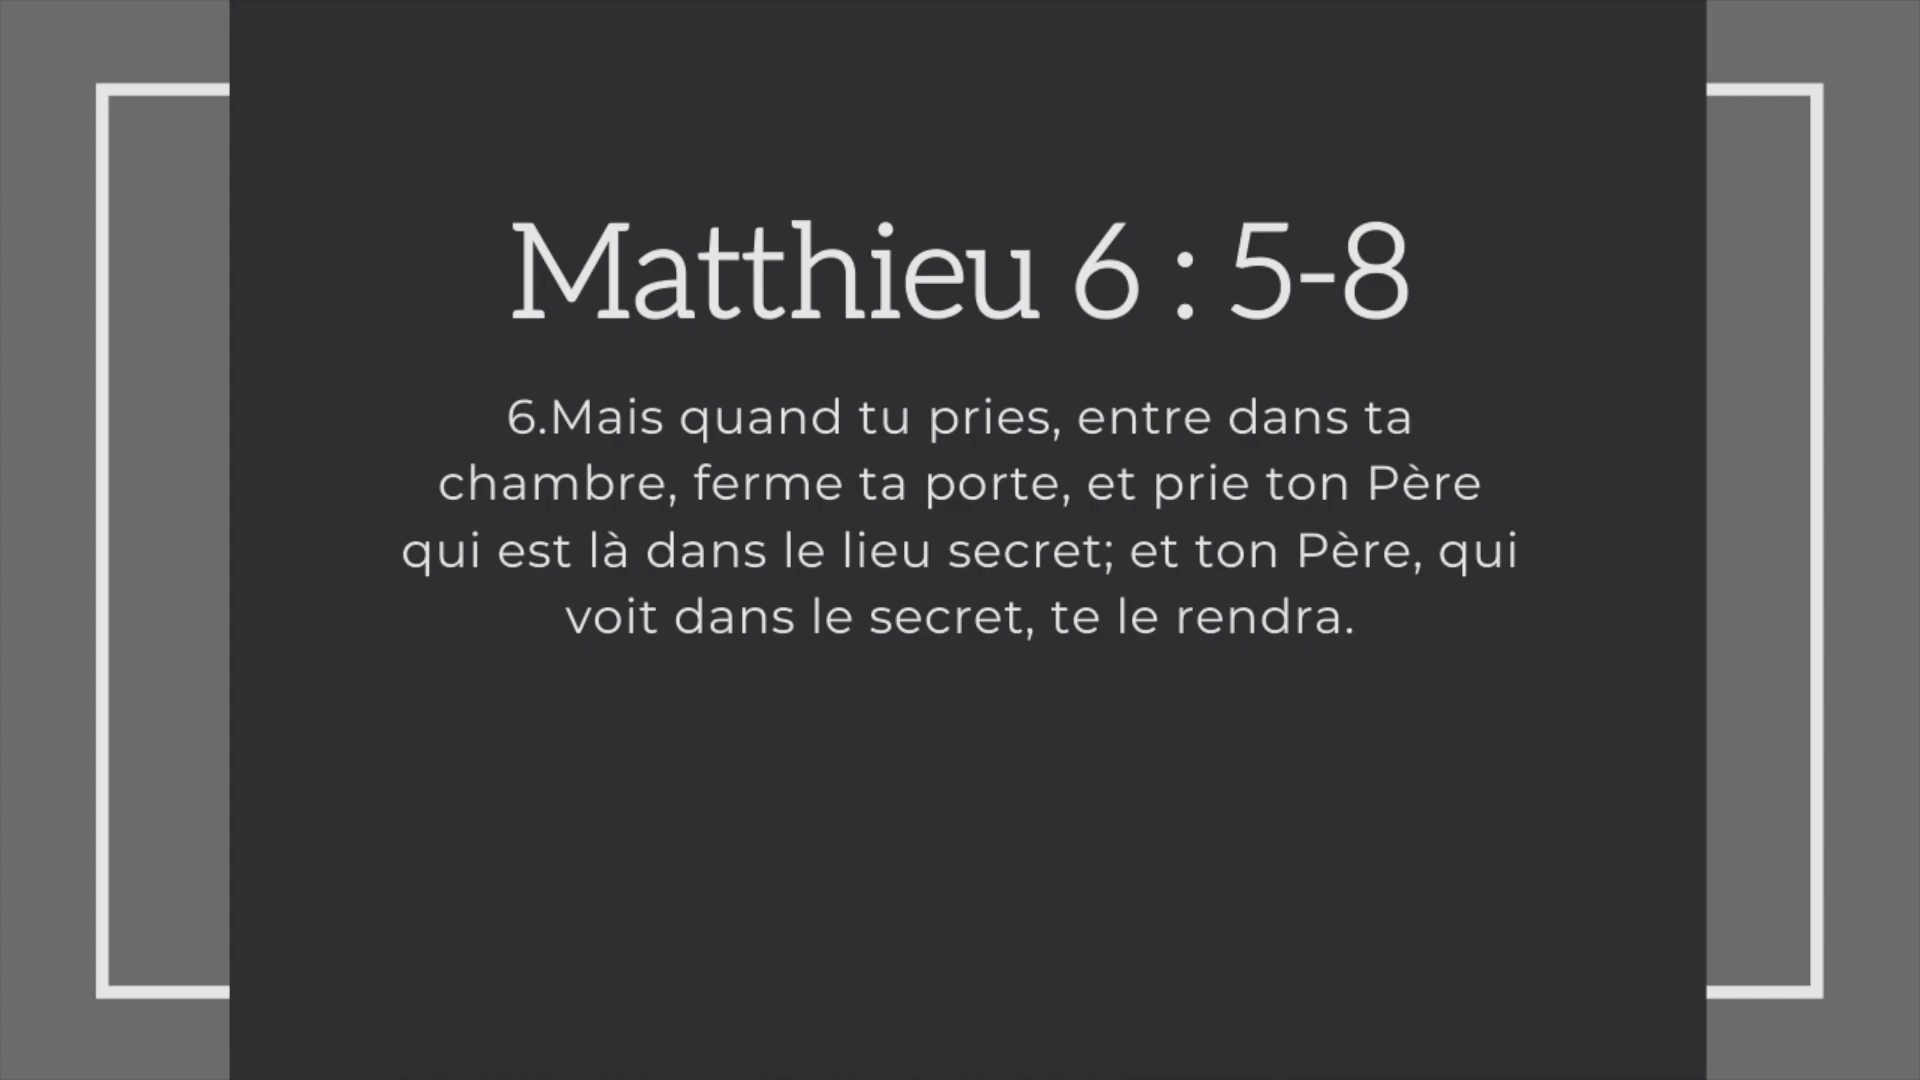 Matthieu 6 : 5-8
6.Mais quand tu pries, entre dans ta
chambre, ferme ta porte, et prie ton Père
qui est là dans le lieu secret; et ton Père, qui
voit dans le secret, te le rendra.